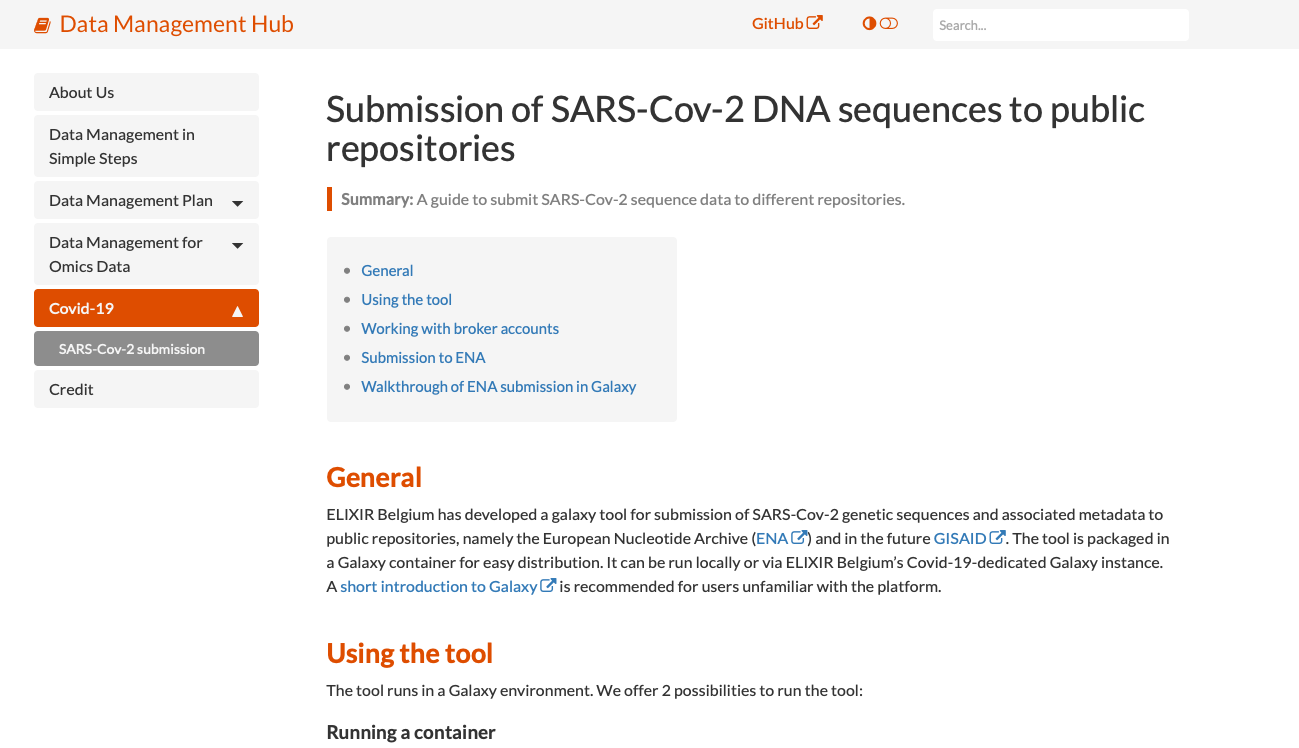 Data Management Hub
GitHub
Search...
About Us
Data Management in
Simple Steps
Data Management Plan
Data Management for
Omics Data
Covid-19
SARS-Cov-2 submission
Credit
Submission of SARS-Cov-2 DNA sequences to public
repositories
Summary: A guide to submit SARS-Cov-2 sequence data to different repositories.
General
Using the tool
Working with broker accounts
Submission to ENA
Walkthrough of ENA submission in Galaxy
General
ELIXIR Belgium has developed a galaxy tool for submission of SARS-Cov-2 genetic sequences and associated metadata to
public repositories, namely the European Nucleotide Archive (ENA) and in the future GISAID. The tool is packaged in
a Galaxy container for easy distribution. It can be run locally or via ELIXIR Belgium's Covid-19-dedicated Galaxy instance.
A short introduction to Galaxy is recommended for users unfamiliar with the platform.
Using the tool
The tool runs in a Galaxy environment. We offer 2 possibilities to run the tool:
Running a container